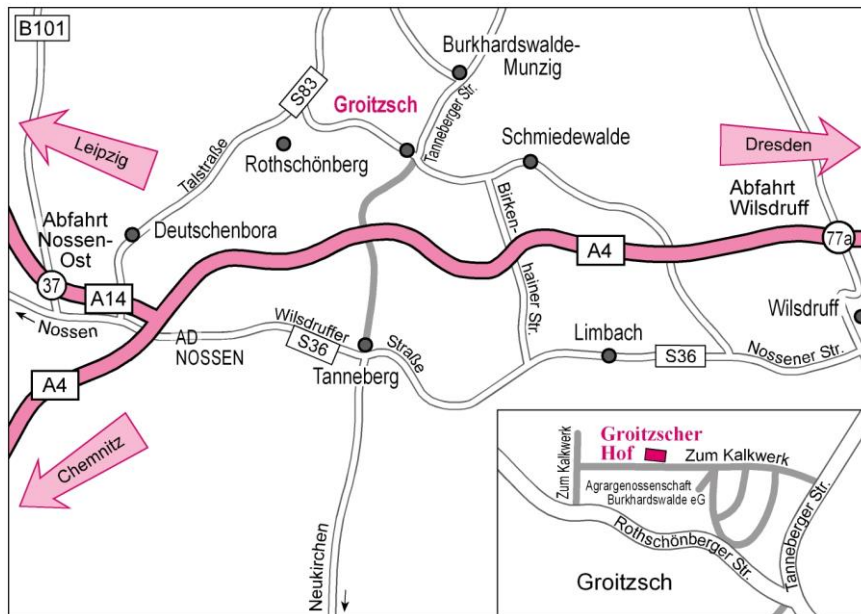 B101
Burkhardswalde-
Munzig
S83
Groitzsch
Tanneberger Str.
Leipzig
Talstraße
Rothschönberg
Schmiedewalde
Dresden
Abfahrt
Wilsdruff
Abfahrt
Nossen-
Ost
Deutschenbora
Birken-
hainer Str.
77a
A4
37
A14
Nossen
Wilsdruff
AD
NOSSEN
Wilsdruffer
Straße
S36
Limbach
S36
Nossener Str.
Tanneberg
A4
Chemnitz
Neukirchen
Groitzscher
Hof
Zum Kalkwerk
Zum Kalkwerk
Agrargenossenschaft
Burkhardswalde eG
Rothschönberger Str.
Tanneberger Str.
Groitzsch